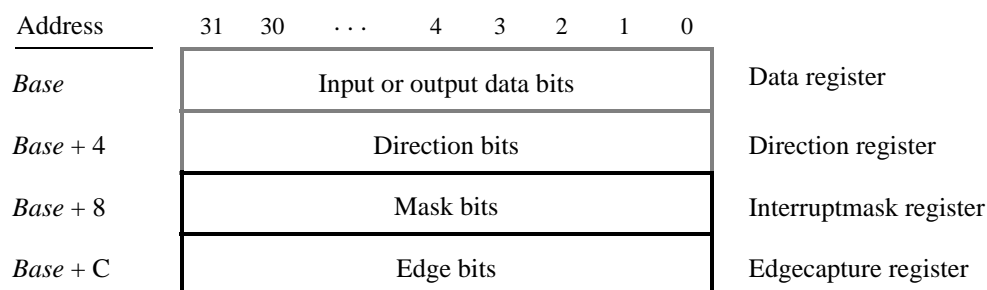 Address 31 30 . . . 4 3 2 1 0
Base Input or output data bits Data register
Base + 4 Direction bits Direction register
Base + 8 Mask bits Interruptmask register
Base + C Edge bits Edgecapture register